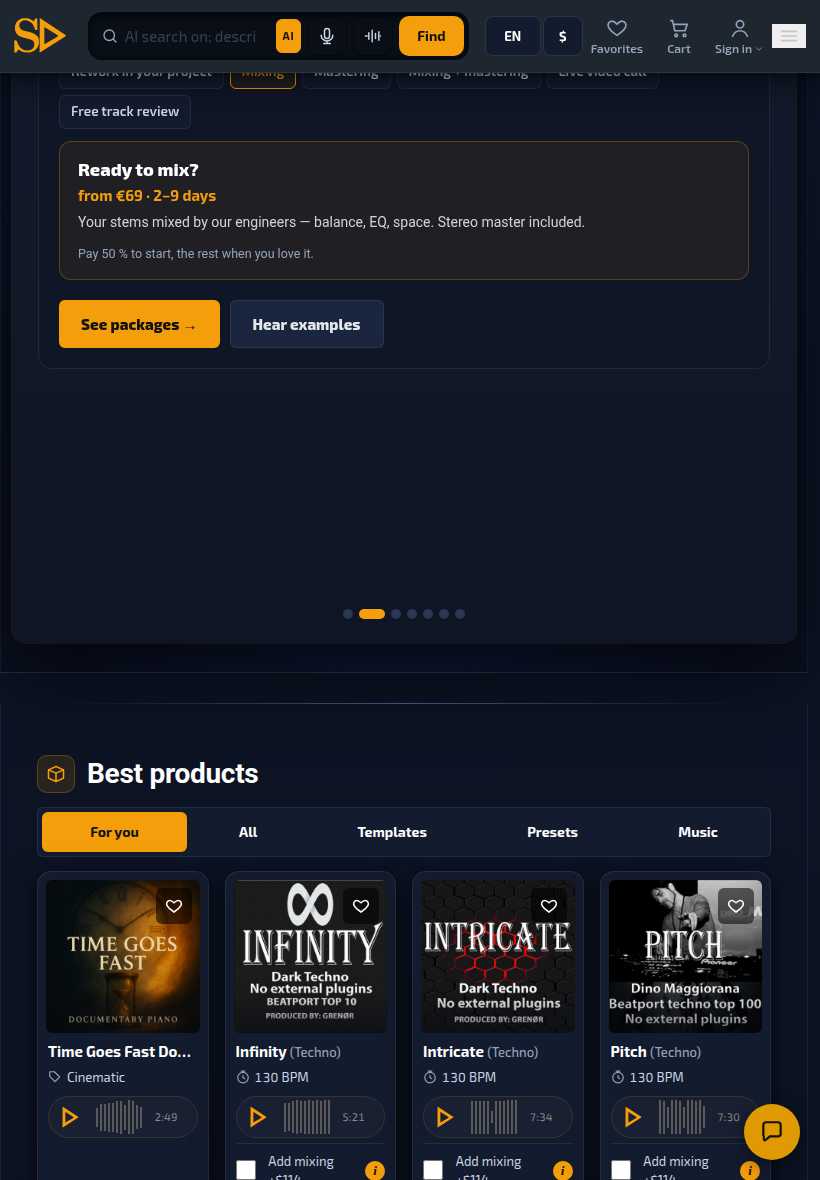 SD
AI search on: descri
AI
Find
EN
$
Favorites
Cart
Sign in
Rework in your project
Mixing
Mastering
Mixing + mastering
Live video call
Free track review
Ready to mix?
from €69 · 2–9 days
Your stems mixed by our engineers — balance, EQ, space. Stereo master included.
Pay 50 % to start, the rest when you love it.
See packages →
Hear examples
Best products
For you
All
Templates
Presets
Music
TIME GOES
FAST
DOCUMENTARY PIANO
INFINITY
Dark Techno
No external plugins
BEATPORT TOP 10
PRODUCED BY: GRENØR
INTRICATE
Dark Techno
No external plugins
PRODUCED BY: GRENØR
PITCH
Pioneer
Dino Maggiorana
Beatport techno top 100
No external plugins
Time Goes Fast Do...
Cinematic
2:49
Infinity (Techno)
130 BPM
5:21
Add mixing
+$114
i
Intricate (Techno)
130 BPM
7:34
Add mixing
+$114
i
Pitch (Techno)
130 BPM
7:30
Add mixing
+$114
i